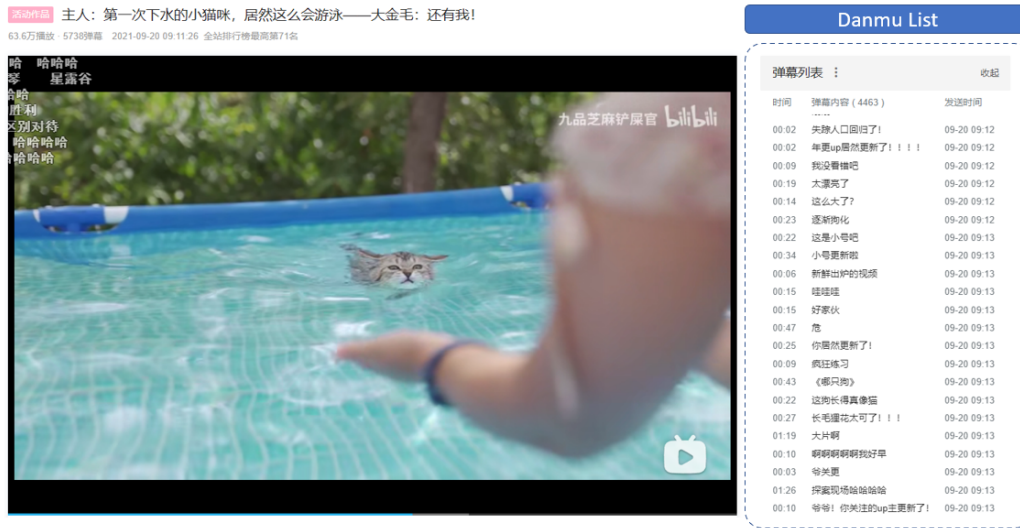 活动作品 主人：第一次下水的小猫咪，居然这么会游泳——大金毛：还有我！
63.6万播放 · 5738弹幕 2021-09-20 09:11:26 全站排行榜最高第71名
哈 哈哈哈
琴 星露谷
哈哈
胜利
区别对待
哈哈哈哈
哈哈哈哈
九品芝麻铲屎官 bilibili
Danmu List
弹幕列表 ⋮ 收起
时间 弹幕内容 ( 4463 ) 发送时间
00:02 失踪人口回归了！ 09-20 09:12
00:02 年更up居然更新了！！！！ 09-20 09:12
00:09 我没看错吧 09-20 09:12
00:19 太漂亮了 09-20 09:12
00:14 这么大了? 09-20 09:12
00:23 逐渐狗化 09-20 09:12
00:22 这是小号吧 09-20 09:13
00:34 小号更新啦 09-20 09:13
00:06 新鲜出炉的视频 09-20 09:13
00:15 哇哇哇 09-20 09:13
00:15 好家伙 09-20 09:13
00:47 危 09-20 09:13
00:25 你居然更新了！ 09-20 09:13
00:09 疯狂练习 09-20 09:13
00:43 《哪只狗》 09-20 09:13
00:22 这狗长得真像猫 09-20 09:13
00:27 长毛狸花太可了！！！ 09-20 09:13
01:19 大片啊 09-20 09:13
00:10 啊啊啊啊啊我好早 09-20 09:13
00:03 爷关更 09-20 09:13
01:26 探案现场哈哈哈哈 09-20 09:13
00:10 爷爷！你关注的up主更新了！ 09-20 09:13